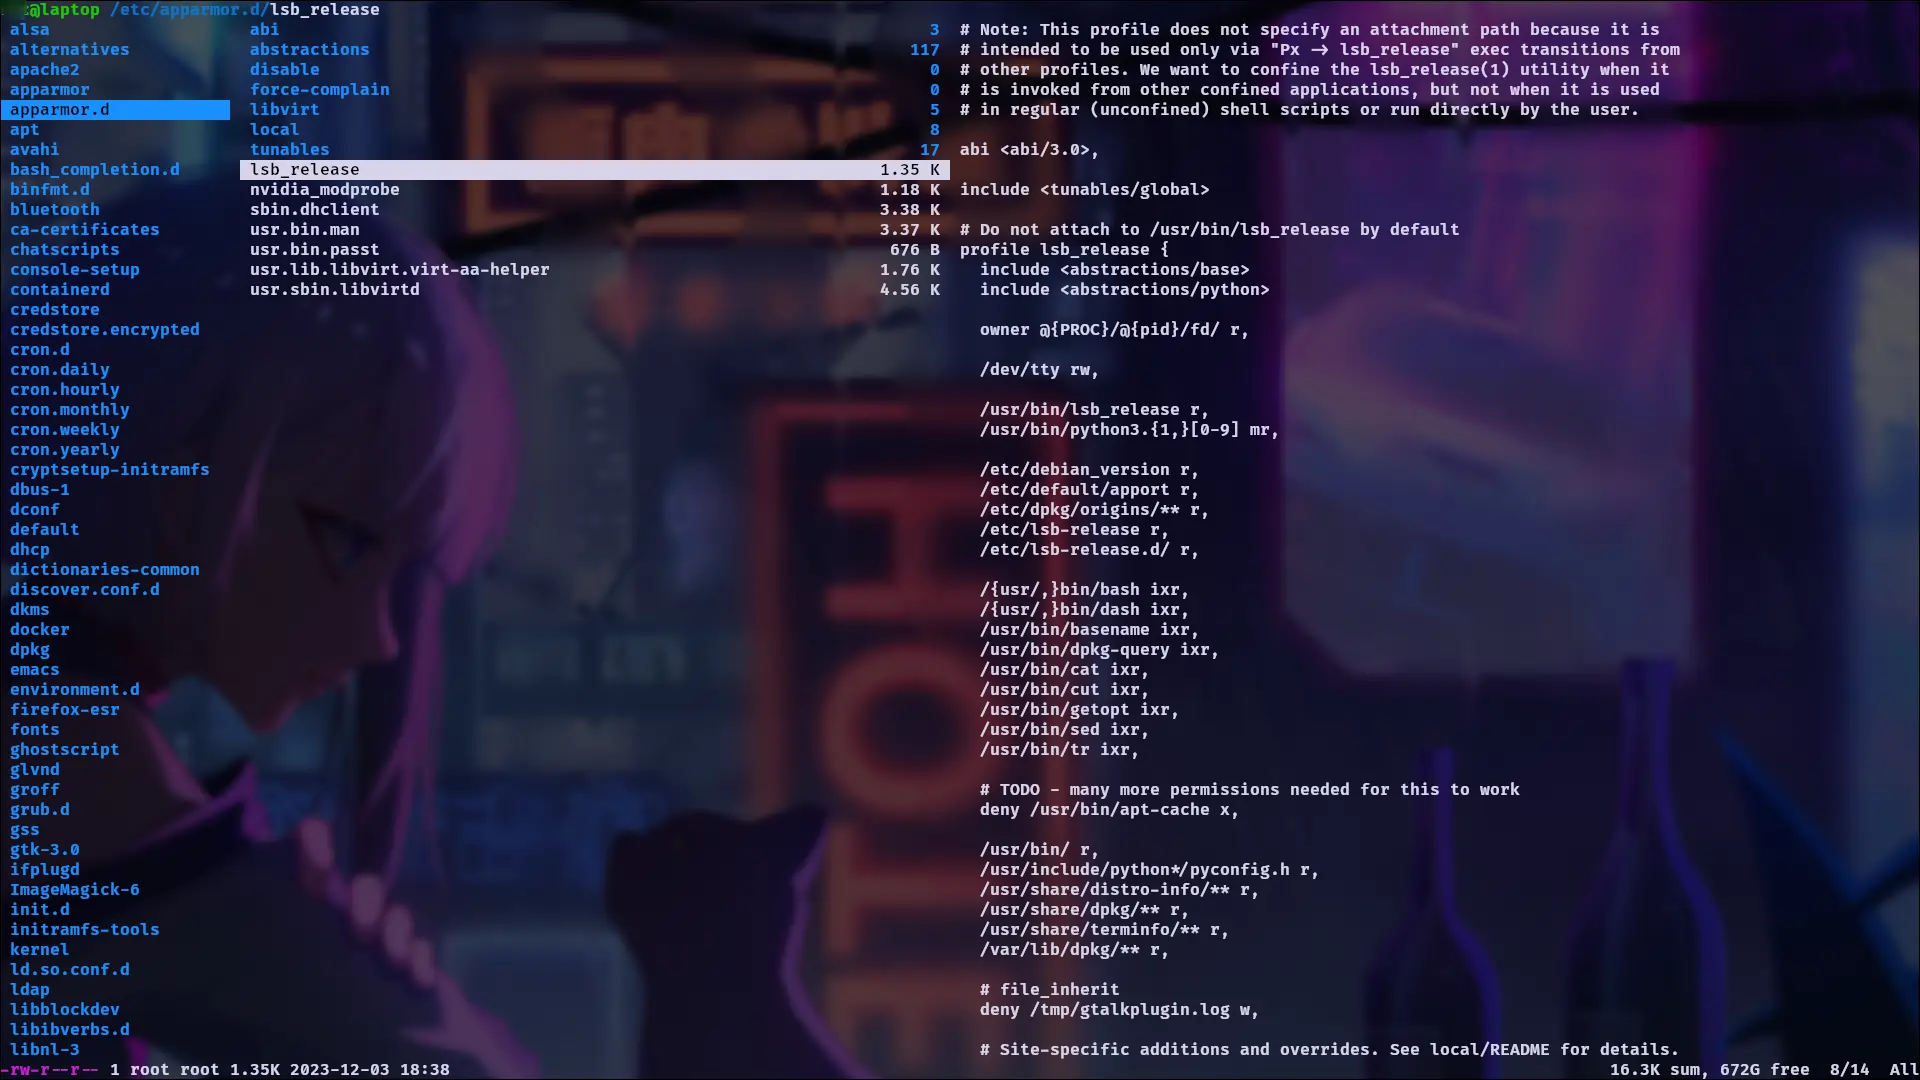 @laptop /etc/apparmor.d/lsb_release
alsa
alternatives
apache2
apparmor
apparmor.d
apt
avahi
bash_completion.d
binfmt.d
bluetooth
ca-certificates
chatscripts
console-setup
containerd
credstore
credstore.encrypted
cron.d
cron.daily
cron.hourly
cron.monthly
cron.weekly
cron.yearly
cryptsetup-initramfs
dbus-1
dconf
default
dhcp
dictionaries-common
discover.conf.d
dkms
docker
dpkg
emacs
environment.d
firefox-esr
fonts
ghostscript
glvnd
groff
grub.d
gss
gtk-3.0
ifplugd
ImageMagick-6
init.d
initramfs-tools
kernel
ld.so.conf.d
ldap
libblockdev
libibverbs.d
libnl-3
abi 3
abstractions 117
disable 0
force-complain 0
libvirt 5
local 8
tunables 17
lsb_release 1.35 K
nvidia_modprobe 1.18 K
sbin.dhclient 3.38 K
usr.bin.man 3.37 K
usr.bin.passt 676 B
usr.lib.libvirt.virt-aa-helper 1.76 K
usr.sbin.libvirtd 4.56 K
# Note: This profile does not specify an attachment path because it is
# intended to be used only via "Px -> lsb_release" exec transitions from
# other profiles. We want to confine the lsb_release(1) utility when it
# is invoked from other confined applications, but not when it is used
# in regular (unconfined) shell scripts or run directly by the user.
abi <abi/3.0>,
include <tunables/global>
# Do not attach to /usr/bin/lsb_release by default
profile lsb_release {
include <abstractions/base>
include <abstractions/python>
owner @{PROC}/@{pid}/fd/ r,
/dev/tty rw,
/usr/bin/lsb_release r,
/usr/bin/python3.{1,}[0-9] mr,
/etc/debian_version r,
/etc/default/apport r,
/etc/dpkg/origins/** r,
/etc/lsb-release r,
/etc/lsb-release.d/ r,
/{usr/,}bin/bash ixr,
/{usr/,}bin/dash ixr,
/usr/bin/basename ixr,
/usr/bin/dpkg-query ixr,
/usr/bin/cat ixr,
/usr/bin/cut ixr,
/usr/bin/getopt ixr,
/usr/bin/sed ixr,
/usr/bin/tr ixr,
# TODO - many more permissions needed for this to work
deny /usr/bin/apt-cache x,
/usr/bin/ r,
/usr/include/python*/pyconfig.h r,
/usr/share/distro-info/** r,
/usr/share/dpkg/** r,
/usr/share/terminfo/** r,
/var/lib/dpkg/** r,
# file_inherit
deny /tmp/gtalkplugin.log w,
# Site-specific additions and overrides. See local/README for details.
-rw-r--r-- 1 root root 1.35K 2023-12-03 18:38
16.3K sum, 672G free 8/14 All